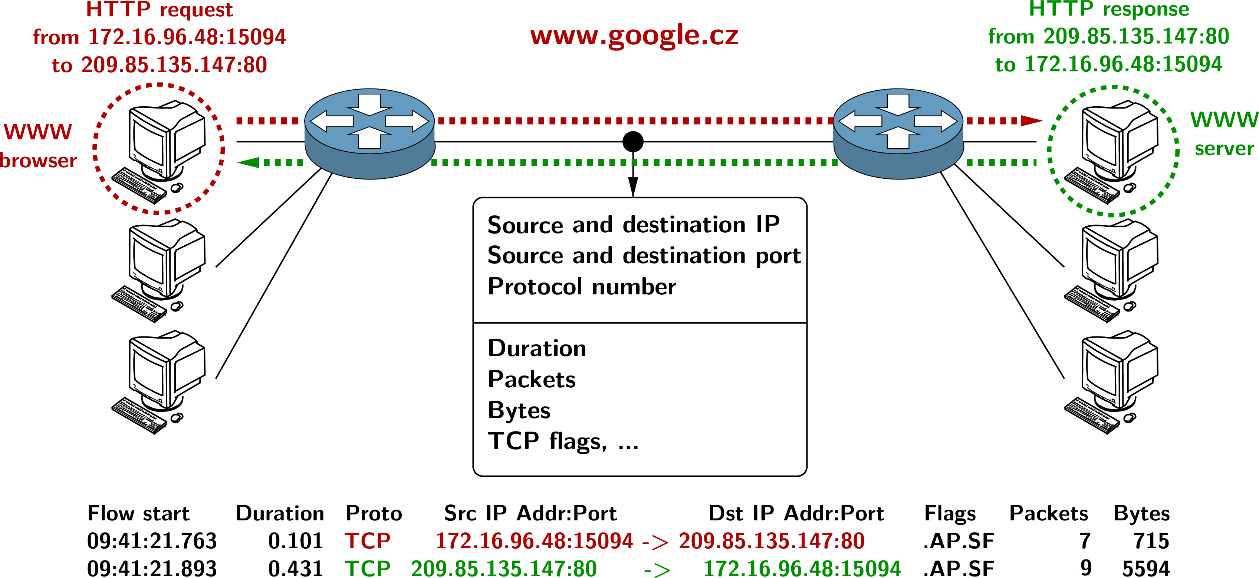 HTTP request
from 172.16.96.48:15094
to 209.85.135.147:80
www.google.cz
HTTP response
from 209.85.135.147:80
to 172.16.96.48:15094
WWW
browser
WWW
server
Source and destination IP
Source and destination port
Protocol number
Duration
Packets
Bytes
TCP flags, ...
Flow start Duration Proto Src IP Addr:Port Dst IP Addr:Port Flags Packets Bytes
09:41:21.763 0.101 TCP 172.16.96.48:15094 -> 209.85.135.147:80 .AP.SF 7 715
09:41:21.893 0.431 TCP 209.85.135.147:80 -> 172.16.96.48:15094 .AP.SF 9 5594